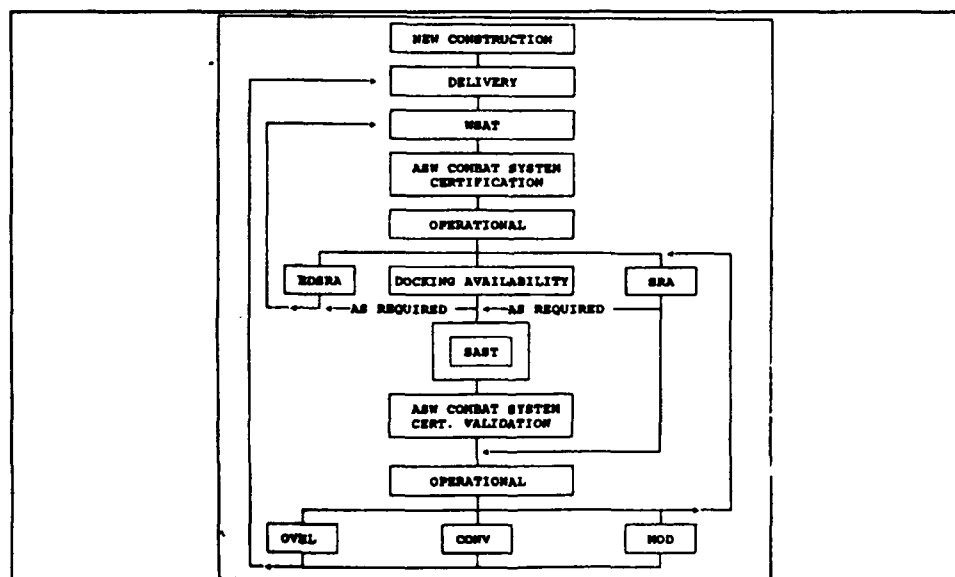 NEW CONSTRUCTION
DELIVERY
WSAT
ASW COMBAT SYSTEM
CERTIFICATION
OPERATIONAL
EDSRA
DOCKING AVAILABILITY
SRA
AS REQUIRED
AS REQUIRED
SAST
ASW COMBAT SYSTEM
CERT. VALIDATION
OPERATIONAL
OVHL
CONV
MOD